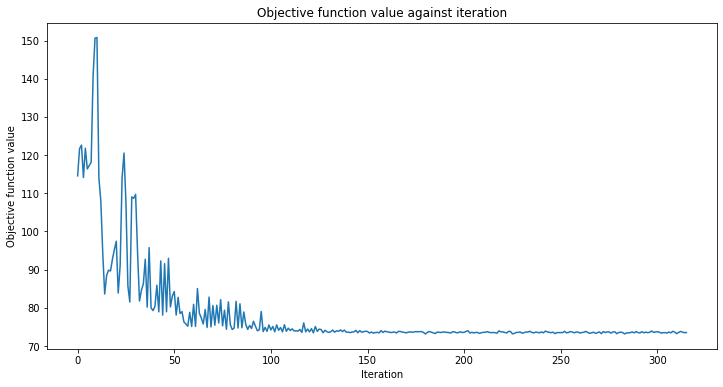 Objective function value against iteration
Objective function value
150
140
130
120
110
100
90
80
70
0 50 100 150 200 250 300
Iteration